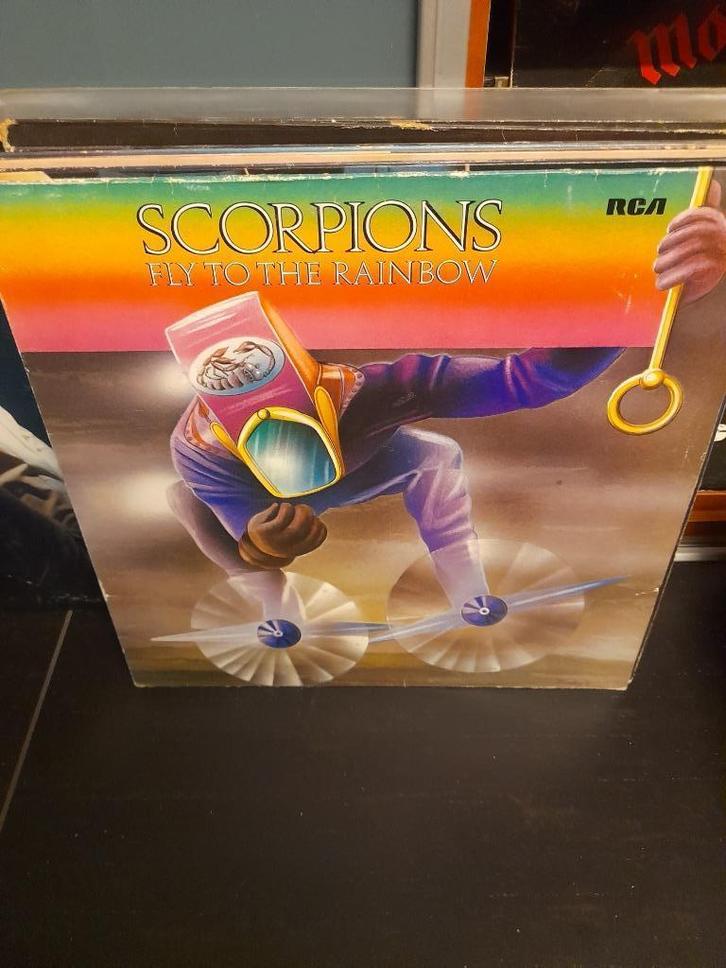 SCORPIONS
RCA
FLY TO THE RAINBOW